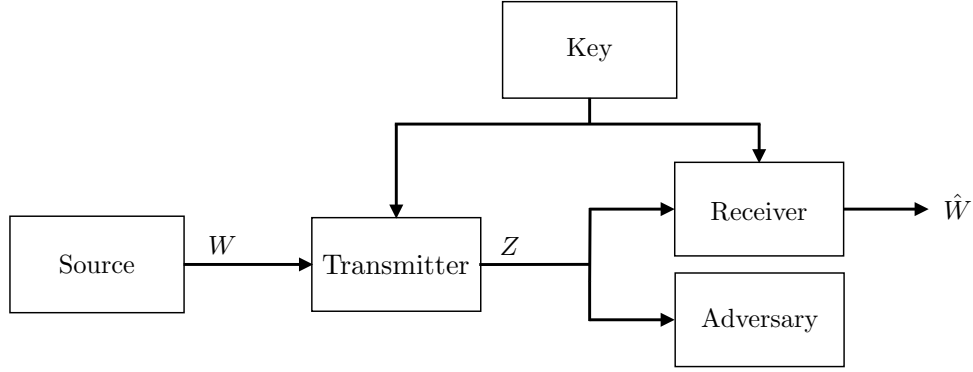 Key
Source
W
Transmitter
Z
Receiver
Ŵ
Adversary